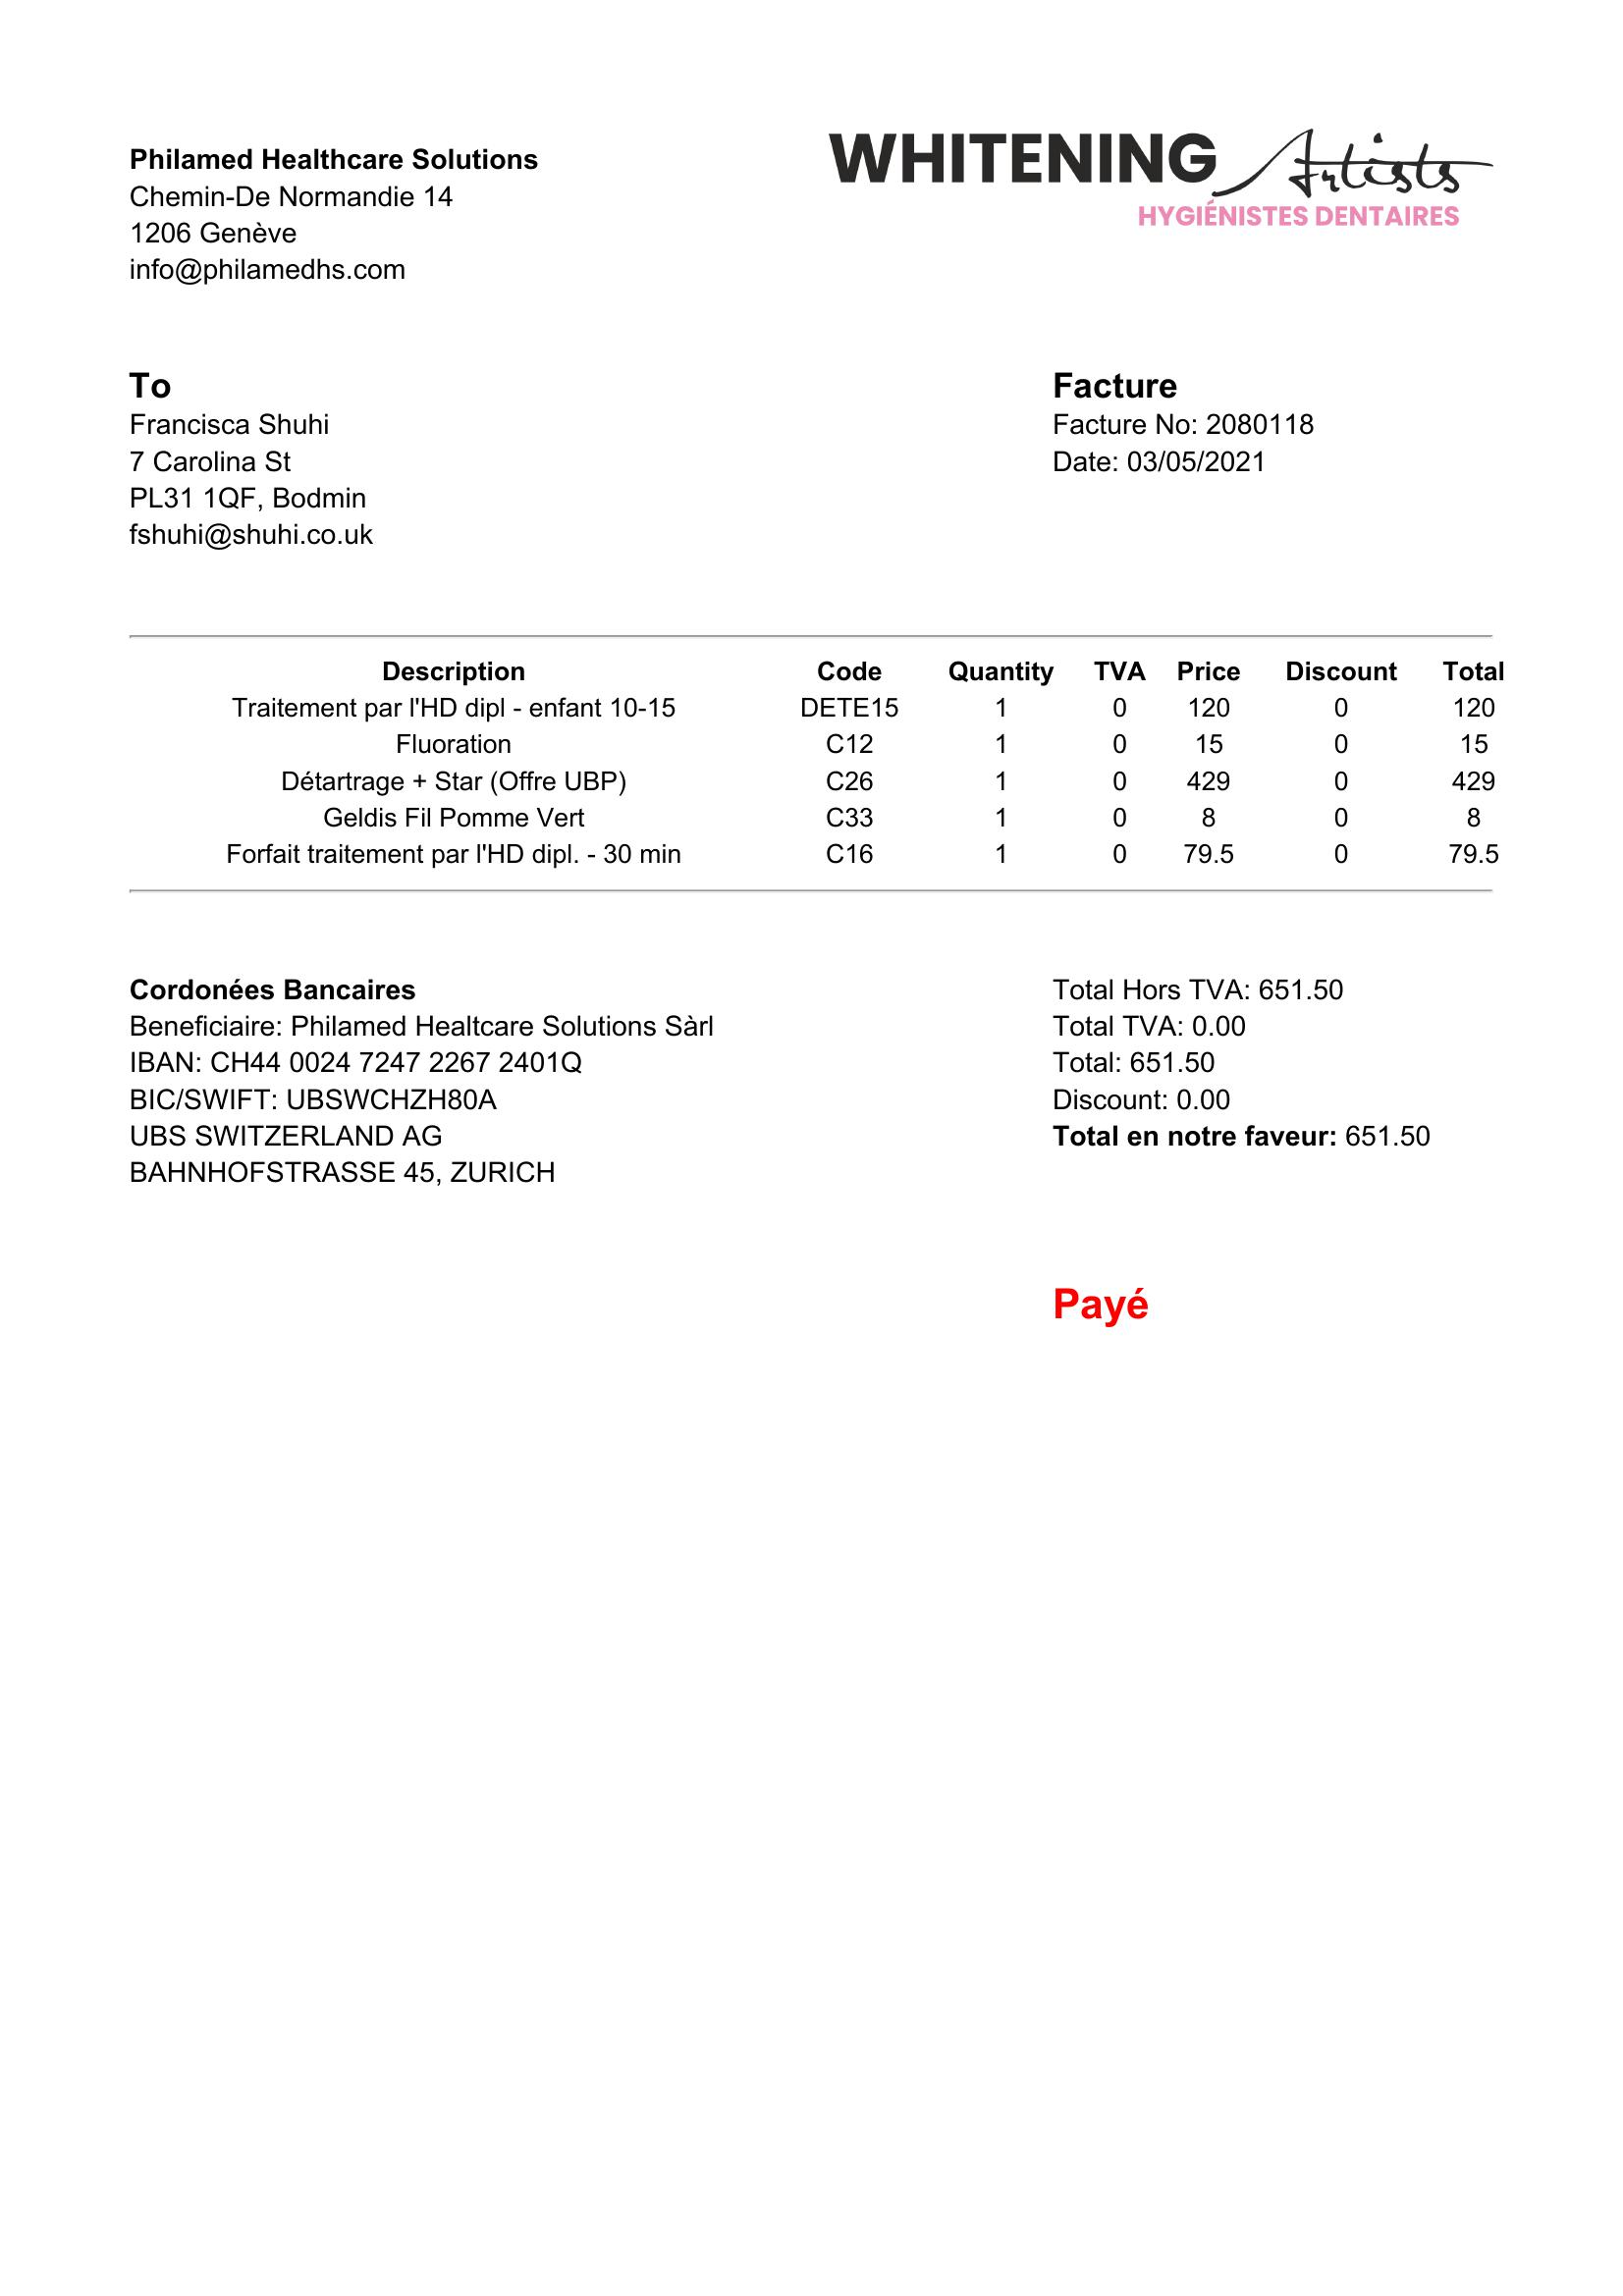 Philamed Healthcare Solutions
Chemin-De Normandie 14
1206 Genève
info@philamedhs.com
WHITENING Artists
HYGIÉNISTES DENTAIRES
To
Francisca Shuhi
7 Carolina St
PL31 1QF, Bodmin
fshuhi@shuhi.co.uk
Facture
Facture No: 2080118
Date: 03/05/2021
Description Code Quantity TVA Price Discount Total
Traitement par l'HD dipl - enfant 10-15 DETE15 1 0 120 0 120
Fluoration C12 1 0 15 0 15
Détartrage + Star (Offre UBP) C26 1 0 429 0 429
Geldis Fil Pomme Vert C33 1 0 8 0 8
Forfait traitement par l'HD dipl. - 30 min C16 1 0 79.5 0 79.5
Cordonées Bancaires
Beneficiaire: Philamed Healtcare Solutions Sàrl
IBAN: CH44 0024 7247 2267 2401Q
BIC/SWIFT: UBSWCHZH80A
UBS SWITZERLAND AG
BAHNHOFSTRASSE 45, ZURICH
Total Hors TVA: 651.50
Total TVA: 0.00
Total: 651.50
Discount: 0.00
Total en notre faveur: 651.50
Payé